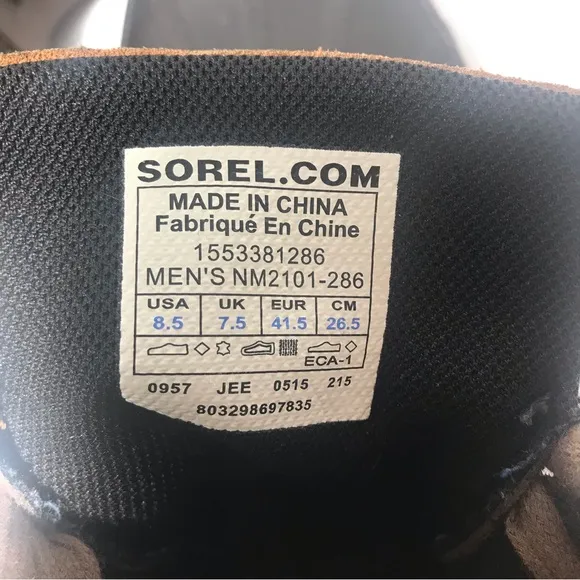 SOREL.COM
MADE IN CHINA
Fabriqué En Chine
1553381286
MEN'S NM2101-286
USA UK EUR CM
8.5 7.5 41.5 26.5
ECA-1
0957 JEE 0515 215
803298697835